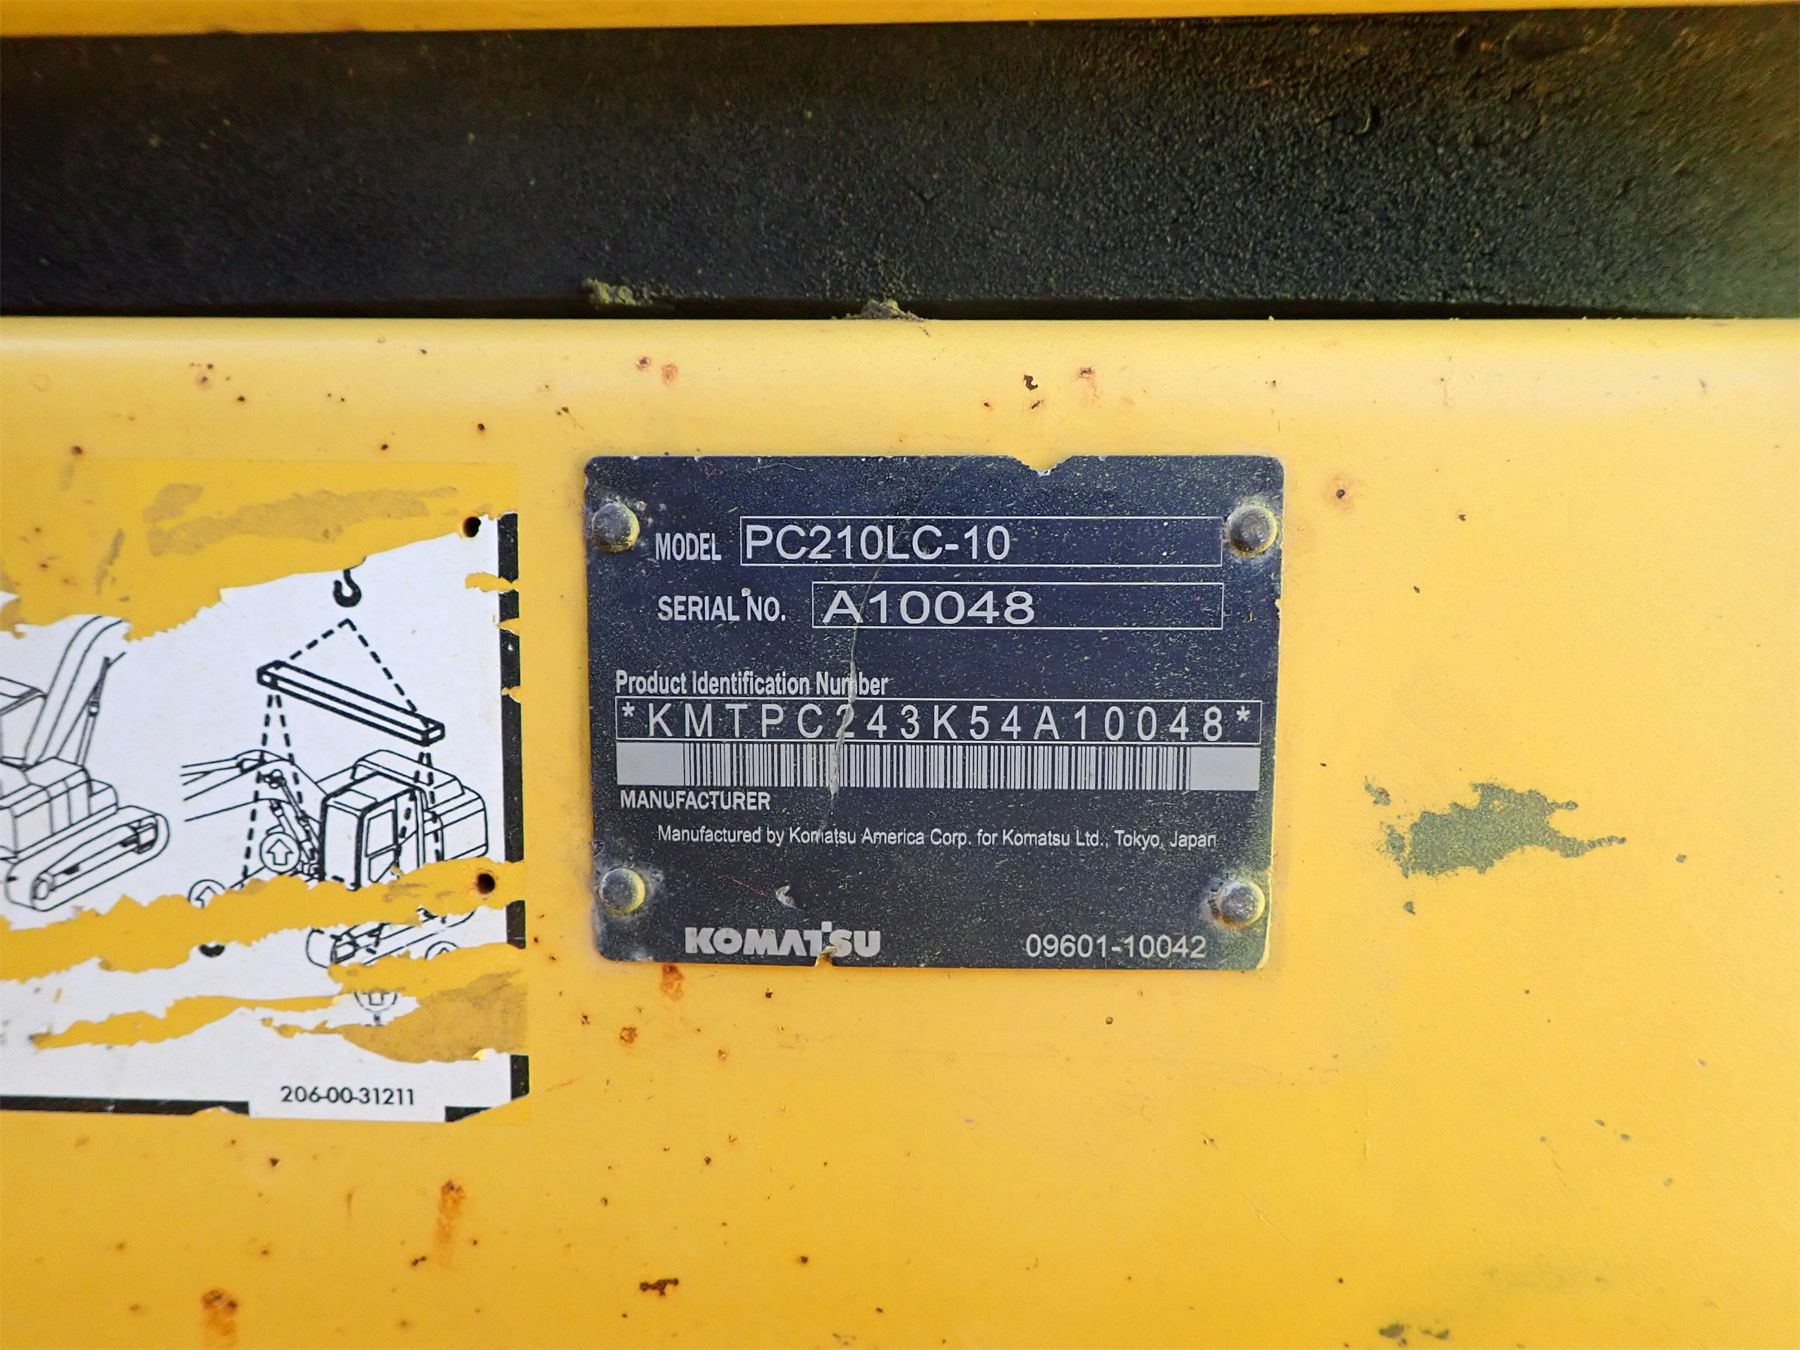 MODEL PC210LC-10
SERIAL NO. A10048
Product Identification Number
*KMTPC243K54A10048*
MANUFACTURER
Manufactured by Komatsu America Corp. for Komatsu Ltd., Tokyo, Japan
KOMATSU 09601-10042
206-00-31211